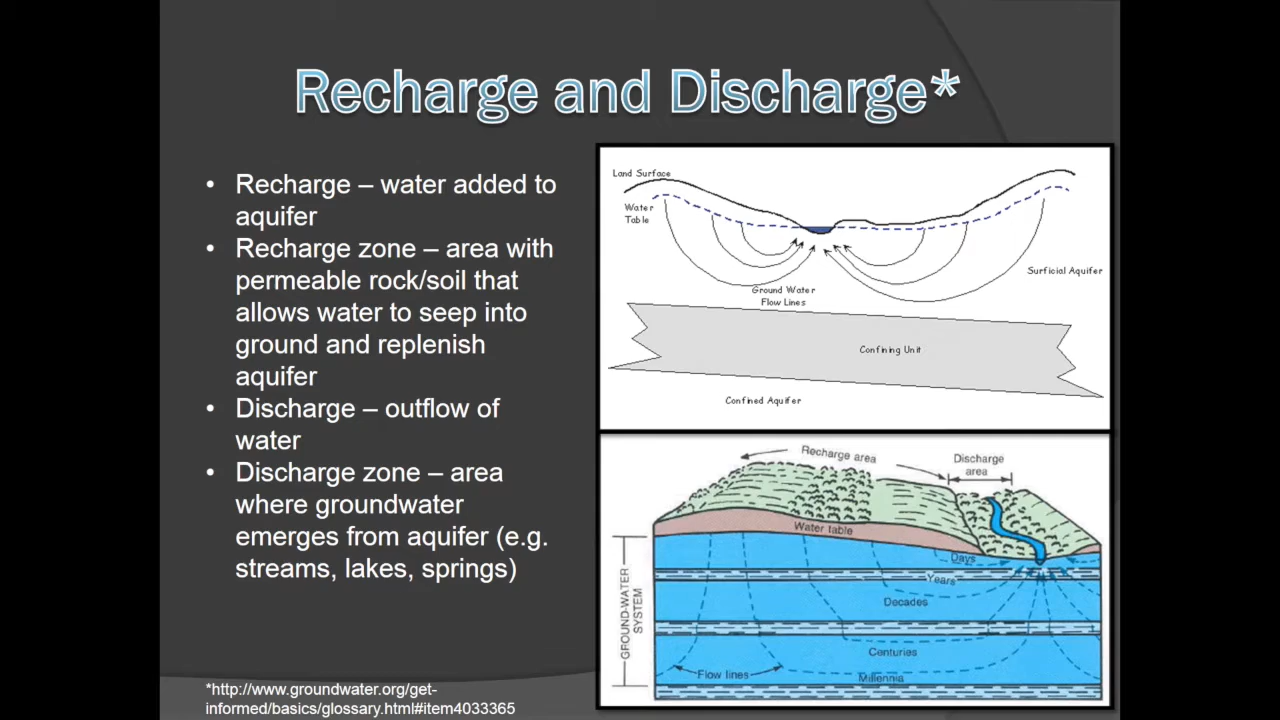 Recharge and Discharge*
• Recharge – water added to
aquifer
• Recharge zone – area with
permeable rock/soil that
allows water to seep into
ground and replenish
aquifer
• Discharge – outflow of
water
• Discharge zone – area
where groundwater
emerges from aquifer (e.g.
streams, lakes, springs)
*http://www.groundwater.org/get-
informed/basics/glossary.html#item4033365
Land Surface
Water
Table
Surficial Aquifer
Ground Water
Flow Lines
Confining Unit
Confined Aquifer
Recharge area
Discharge
area
Water table
Days
Years
Decades
Centuries
Millennia
Flow lines
GROUND-WATER
SYSTEM